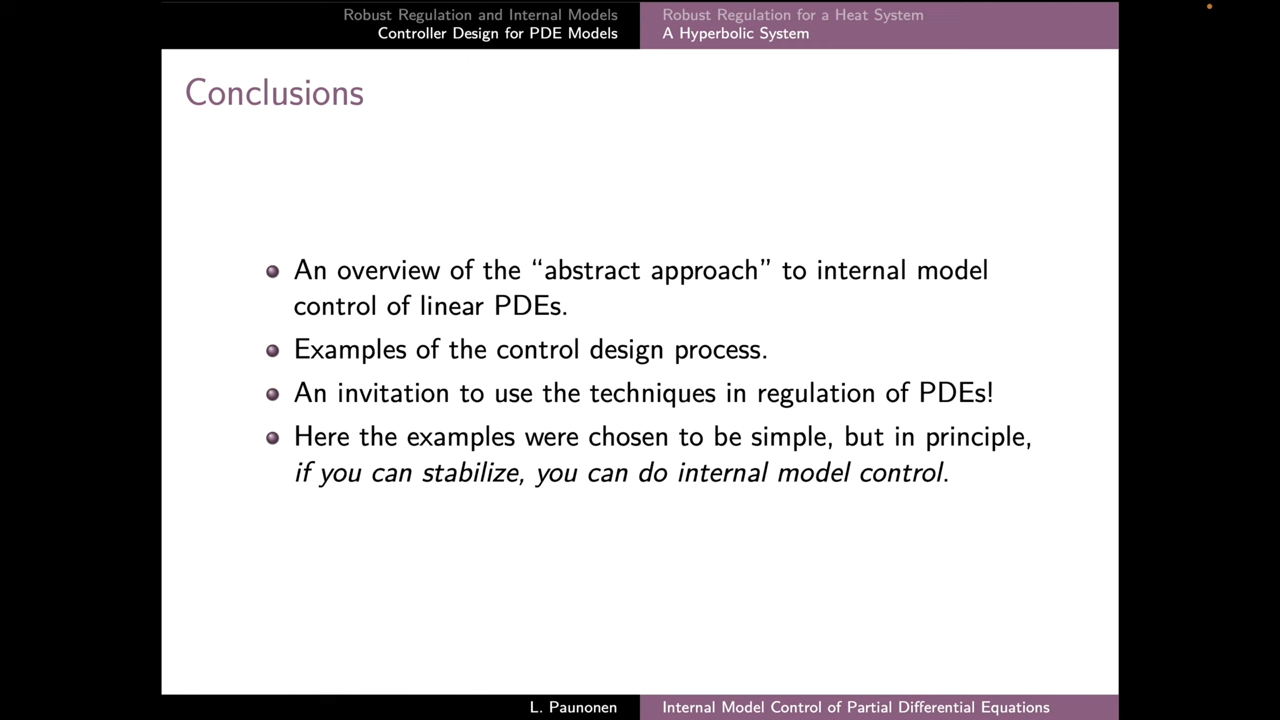 Robust Regulation and Internal Models
Controller Design for PDE Models
Robust Regulation for a Heat System
A Hyperbolic System
Conclusions
An overview of the “abstract approach” to internal model
control of linear PDEs.
Examples of the control design process.
An invitation to use the techniques in regulation of PDEs!
Here the examples were chosen to be simple, but in principle,
if you can stabilize, you can do internal model control.
L. Paunonen
Internal Model Control of Partial Differential Equations